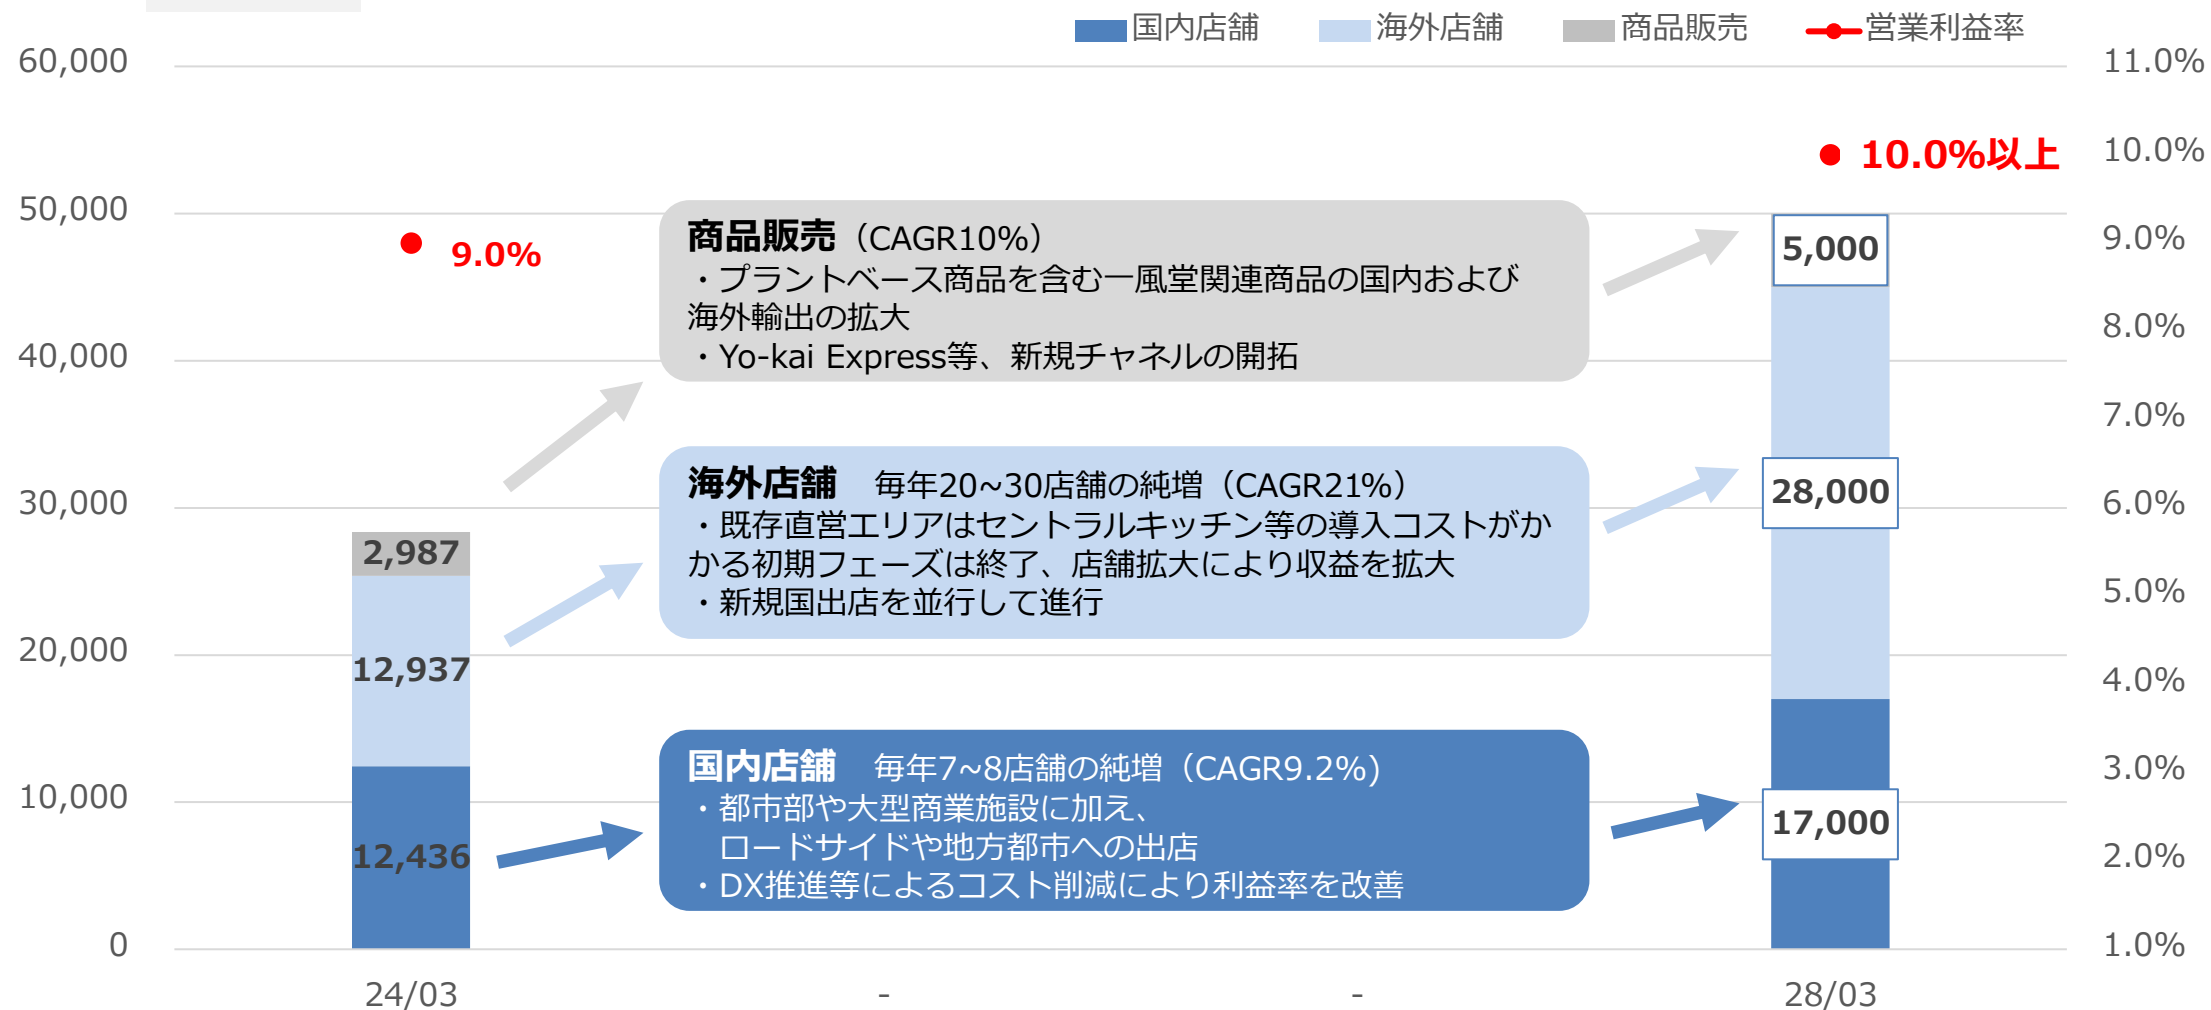 国内店舗 海外店舗 商品販売 営業利益率
60,000
50,000
40,000
30,000
20,000
10,000
0
11.0%
10.0%
9.0%
8.0%
7.0%
6.0%
5.0%
4.0%
3.0%
2.0%
1.0%
9.0%
10.0%以上
2,987
12,937
12,436
商品販売（CAGR10%）
・プラントベース商品を含む一風堂関連商品の国内および
海外輸出の拡大
・Yo-kai Express等、新規チャネルの開拓
海外店舗　毎年20~30店舗の純増（CAGR21%）
・既存直営エリアはセントラルキッチン等の導入コストがか
かる初期フェーズは終了、店舗拡大により収益を拡大
・新規国出店を並行して進行
国内店舗　毎年7~8店舗の純増（CAGR9.2%)
・都市部や大型商業施設に加え、
ロードサイドや地方都市への出店
・DX推進等によるコスト削減により利益率を改善
5,000
28,000
17,000
24/03 - - 28/03